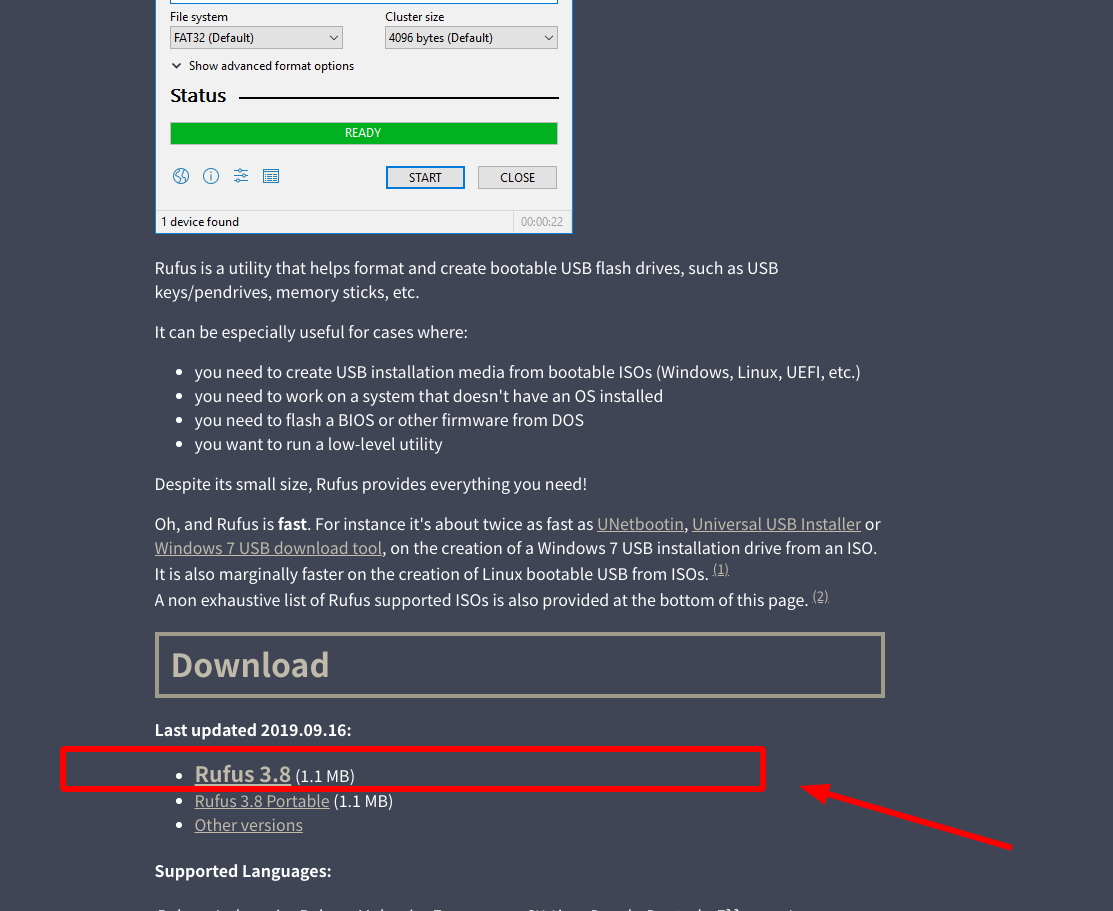 File system
Cluster size
FAT32 (Default)
4096 bytes (Default)
Show advanced format options
Status
READY
START
CLOSE
1 device found
00:00:22
Rufus is a utility that helps format and create bootable USB flash drives, such as USB
keys/pendrives, memory sticks, etc.
It can be especially useful for cases where:
• you need to create USB installation media from bootable ISOs (Windows, Linux, UEFI, etc.)
• you need to work on a system that doesn't have an OS installed
• you need to flash a BIOS or other firmware from DOS
• you want to run a low-level utility
Despite its small size, Rufus provides everything you need!
Oh, and Rufus is fast. For instance it's about twice as fast as UNetbootin, Universal USB Installer or
Windows 7 USB download tool, on the creation of a Windows 7 USB installation drive from an ISO.
It is also marginally faster on the creation of Linux bootable USB from ISOs. (1)
A non exhaustive list of Rufus supported ISOs is also provided at the bottom of this page. (2)
Download
Last updated 2019.09.16:
• Rufus 3.8 (1.1 MB)
• Rufus 3.8 Portable (1.1 MB)
• Other versions
Supported Languages: